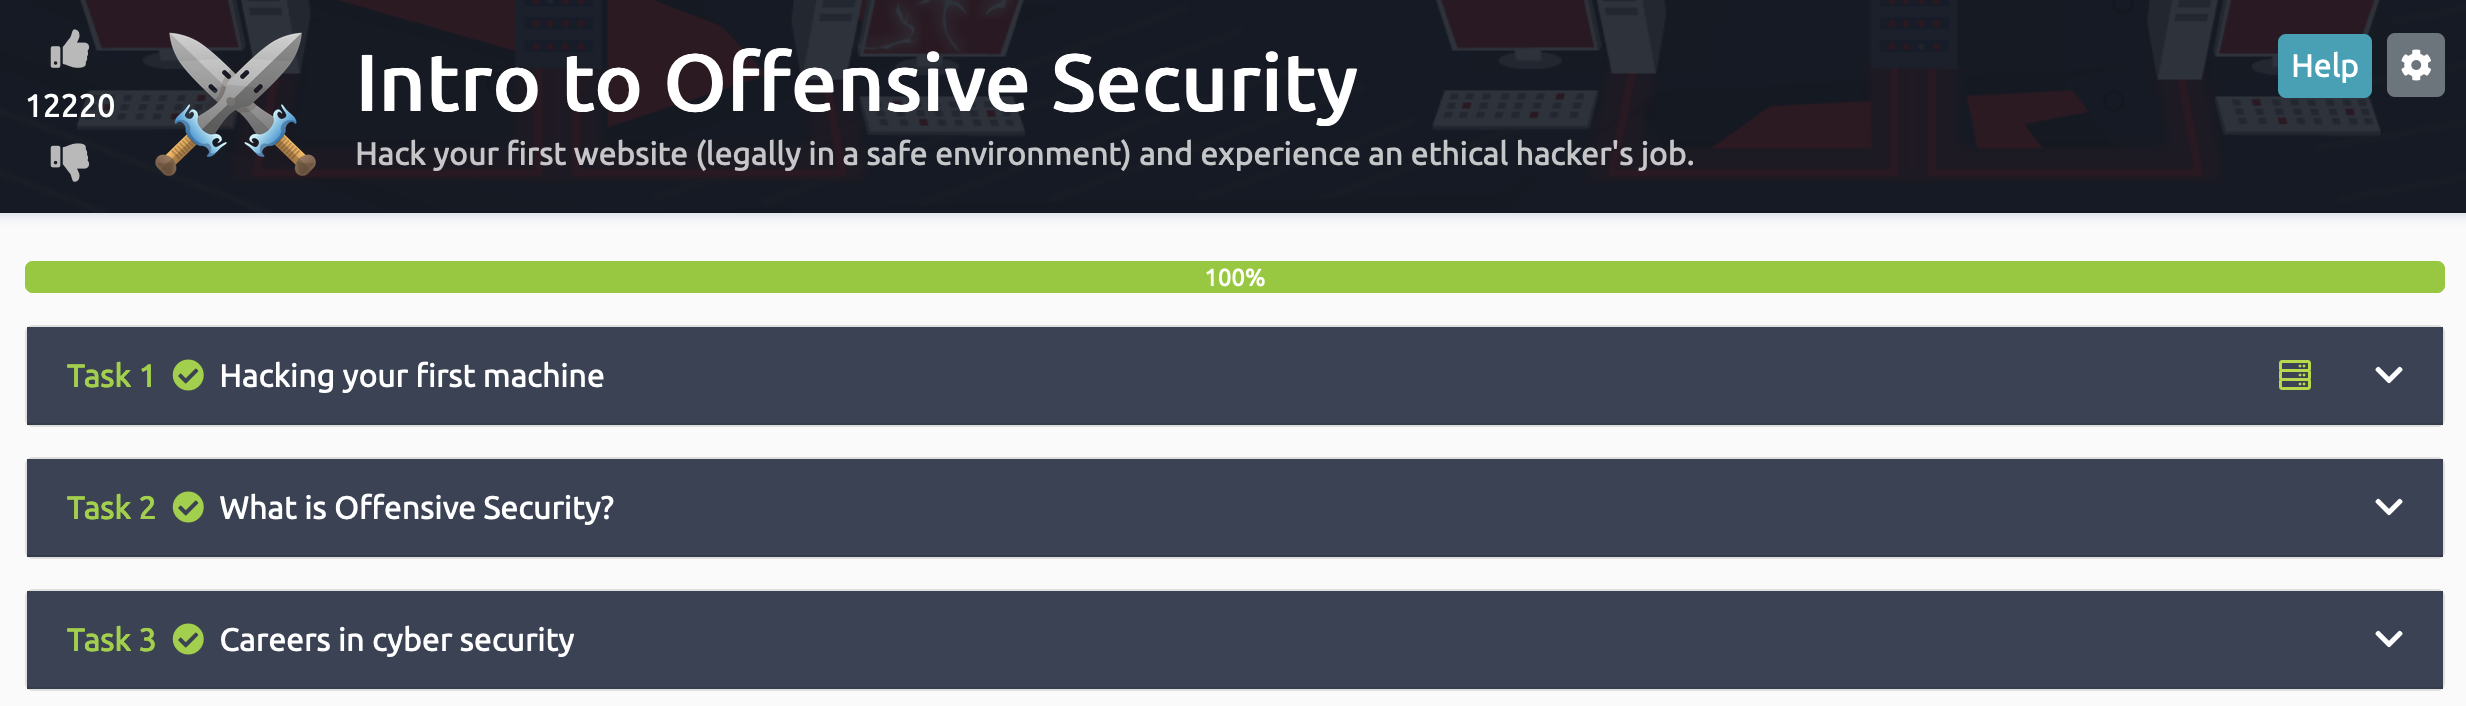 12220
Intro to Offensive Security
Hack your first website (legally in a safe environment) and experience an ethical hacker's job.
Help
100%
Task 1 Hacking your first machine
Task 2 What is Offensive Security?
Task 3 Careers in cyber security